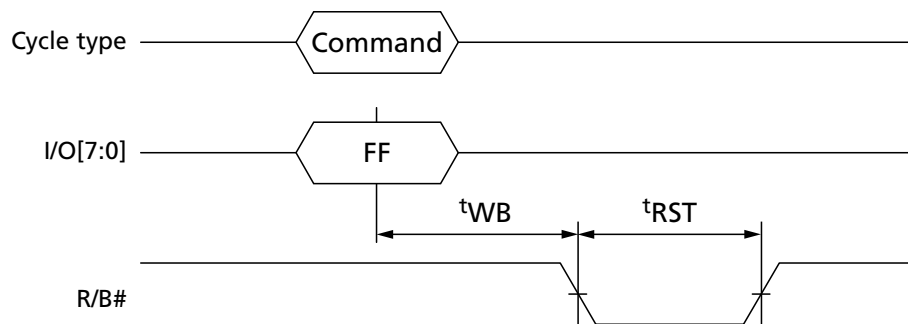 Cycle type Command
I/O[7:0] FF
tWB tRST
R/B#